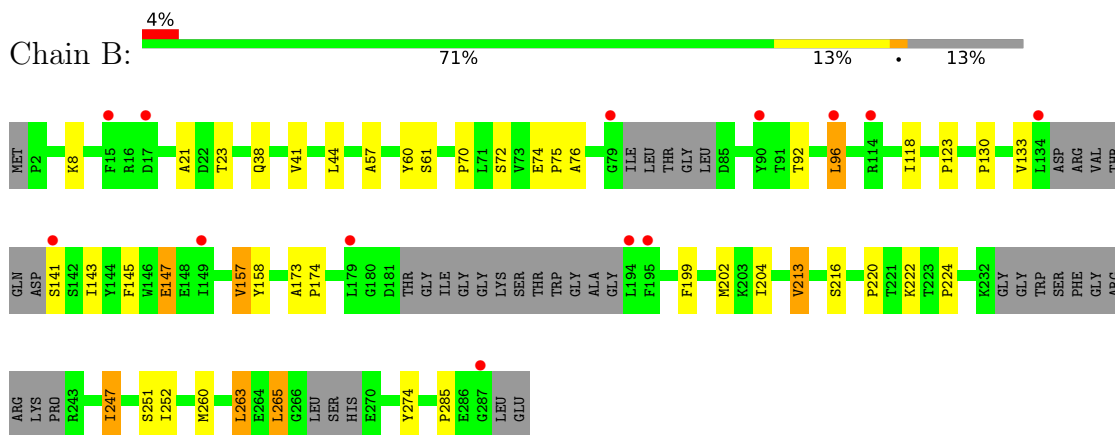 4%
Chain B:
71% 13% • 13%
MET P2 K8 F15 R16 D17 A21 D22 T23 Q38 V41 L44 A57 Y60 S61 P70 L71 S72 V73 E74 P75 A76 G79 ILE LEU THR GLY LEU D85 Y90 T91 T92 L96 R114 I118 P123 P130 V133 L134 ASP ARG VAL THR
GLN ASP S141 S142 I143 Y144 F145 W146 E147 E148 I149 V157 Y158 A173 P174 L179 G180 D181 THR GLY ILE GLY GLY LYS SER SER THR TRP GLY ALA GLY L194 F195 F199 M202 K203 I204 V213 S216 P220 T221 K222 T223 P224 K232 GLY GLY TRP SER PHE GLY ARG
ARG LYS PRO R243 I247 S251 I252 M260 L263 E264 L265 G266 LEU SER HIS E270 Y274 P285 E286 G287 LEU GLU